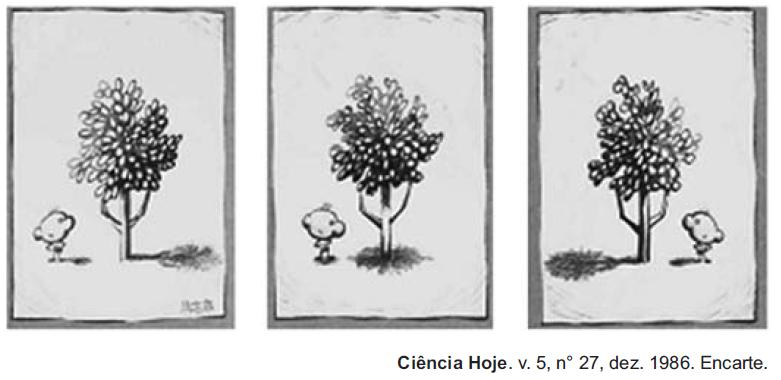 Ciência Hoje. v. 5, n° 27, dez. 1986. Encarte.